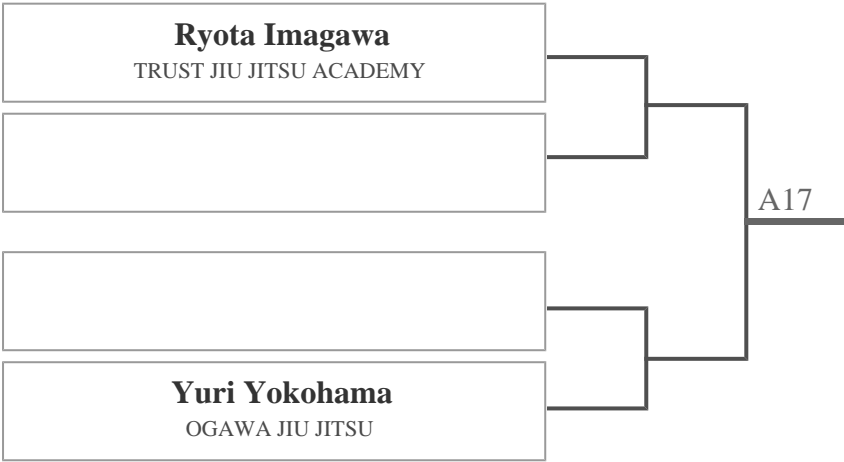 Ryota Imagawa
TRUST JIU JITSU ACADEMY
A17
Yuri Yokohama
OGAWA JIU JITSU